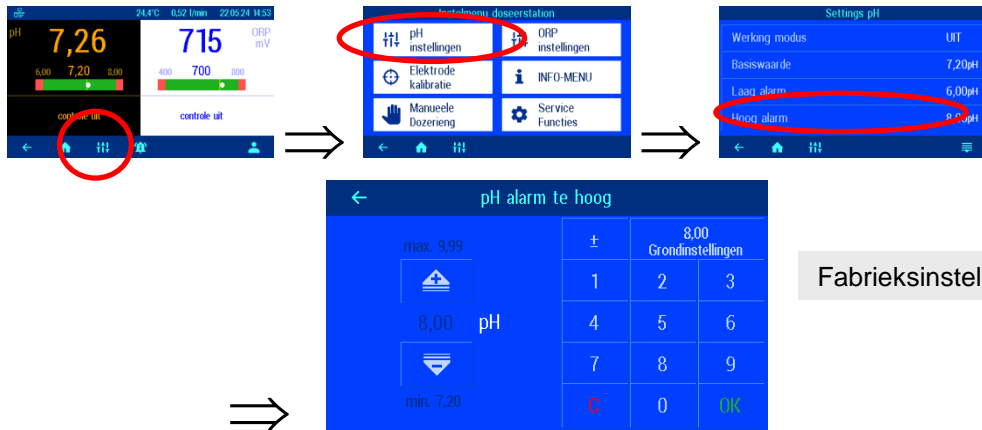 24,4°C 0,52 l/min 22.05.24 14:53
pH 7,26
715 ORP mV
6,00 7,20 8,00
400 700 800
controle uit
controle uit
Instelmenu doseerstation
pH instellingen
ORP instellingen
Elektrode kalibratie
INFO-MENU
Manueele Dozerieng
Service Functies
Settings pH
Werking modus UIT
Basiswaarde 7,20pH
Laag alarm 6,00pH
Hoog alarm 8,00pH
pH alarm te hoog
max. 9,99
8,00 pH
min. 7,20
± 8,00
Grondinstellingen
1 2 3
4 5 6
7 8 9
C 0 OK
Fabrieksinstel